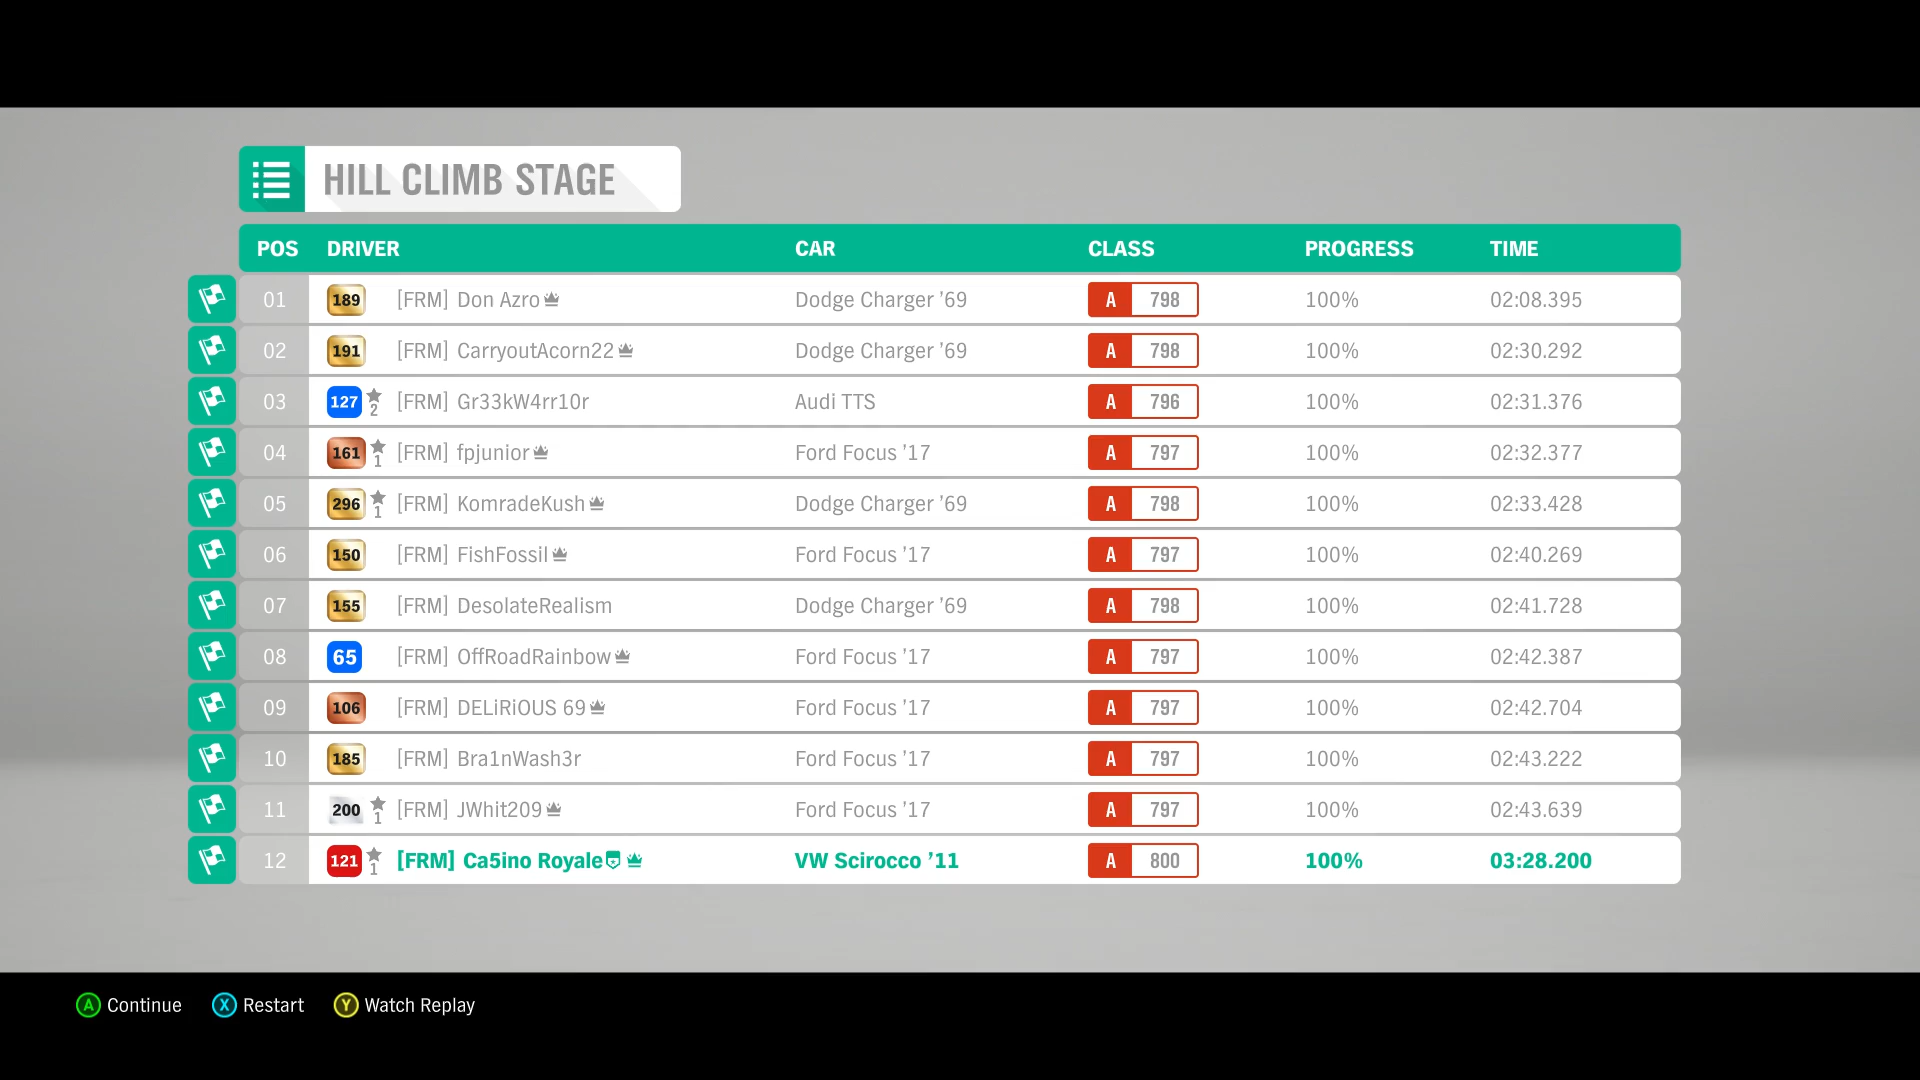 HILL CLIMB STAGE
POS DRIVER CAR CLASS PROGRESS TIME
01 189 [FRM] Don Azro Dodge Charger ’69 A 798 100% 02:08.395
02 191 [FRM] CarryoutAcorn22 Dodge Charger ’69 A 798 100% 02:30.292
03 127 2 [FRM] Gr33kW4rr10r Audi TTS A 796 100% 02:31.376
04 161 1 [FRM] fpjunior Ford Focus ’17 A 797 100% 02:32.377
05 296 1 [FRM] KomradeKush Dodge Charger ’69 A 798 100% 02:33.428
06 150 [FRM] FishFossil Ford Focus ’17 A 797 100% 02:40.269
07 155 [FRM] DesolateRealism Dodge Charger ’69 A 798 100% 02:41.728
08 65 [FRM] OffRoadRainbow Ford Focus ’17 A 797 100% 02:42.387
09 106 [FRM] DELiRiOUS 69 Ford Focus ’17 A 797 100% 02:42.704
10 185 [FRM] Bra1nWash3r Ford Focus ’17 A 797 100% 02:43.222
11 200 1 [FRM] JWhit209 Ford Focus ’17 A 797 100% 02:43.639
12 121 1 [FRM] Ca5ino Royale VW Scirocco ’11 A 800 100% 03:28.200
A Continue X Restart Y Watch Replay